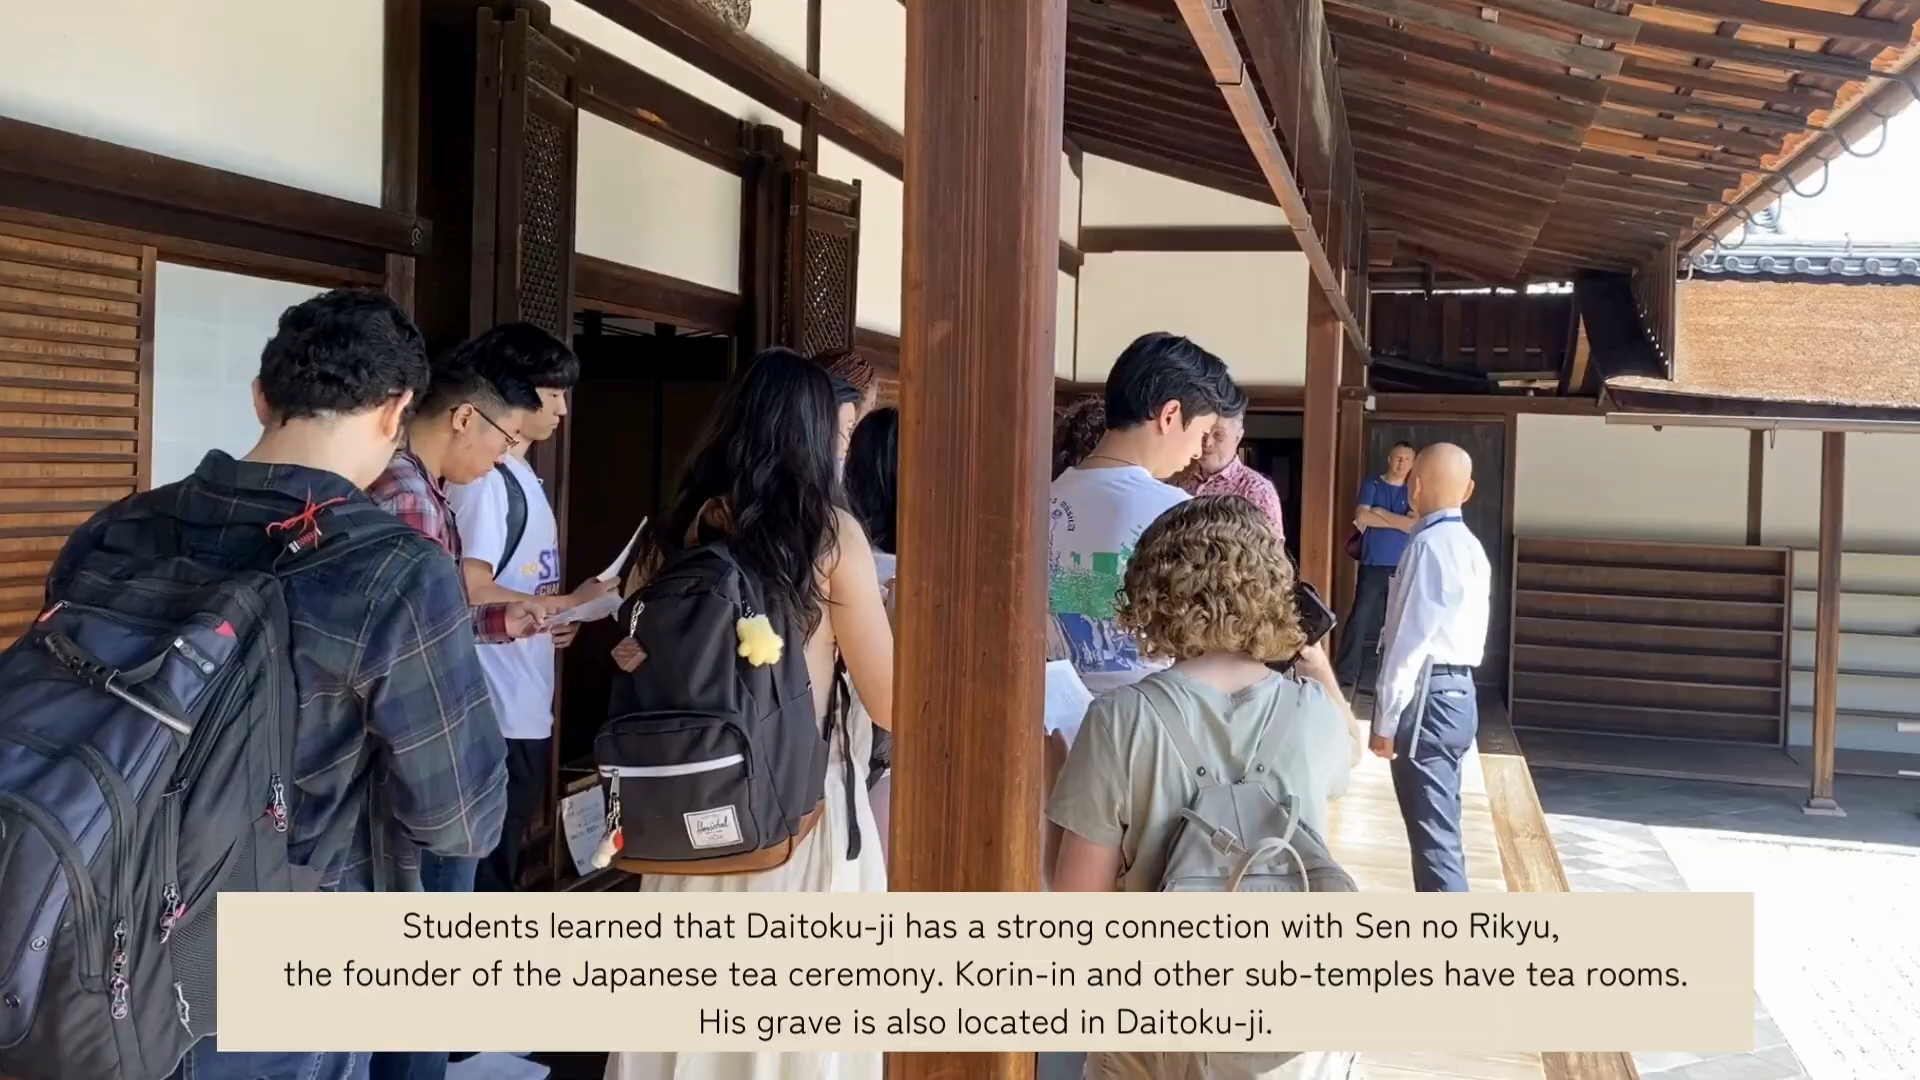 Herschel
Students learned that Daitoku-ji has a strong connection with Sen no Rikyu,
the founder of the Japanese tea ceremony. Korin-in and other sub-temples have tea rooms.
His grave is also located in Daitoku-ji.